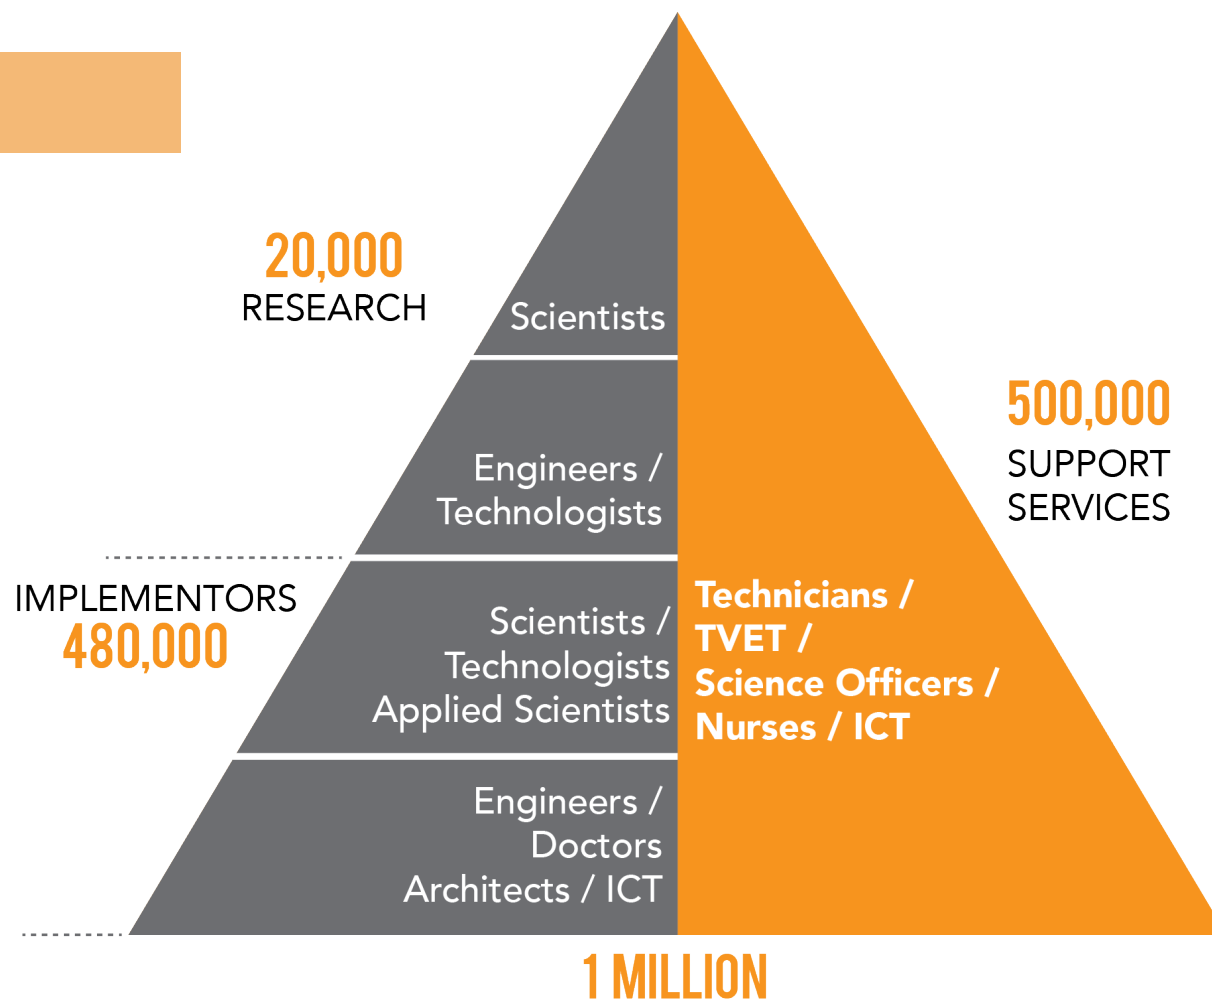 20,000
RESEARCH
Scientists
500,000
SUPPORT
SERVICES
Engineers /
Technologists
IMPLEMENTORS
480,000
Scientists /
Technologists
Applied Scientists
Technicians /
TVET /
Science Officers /
Nurses / ICT
Engineers /
Doctors
Architects / ICT
1 MILLION